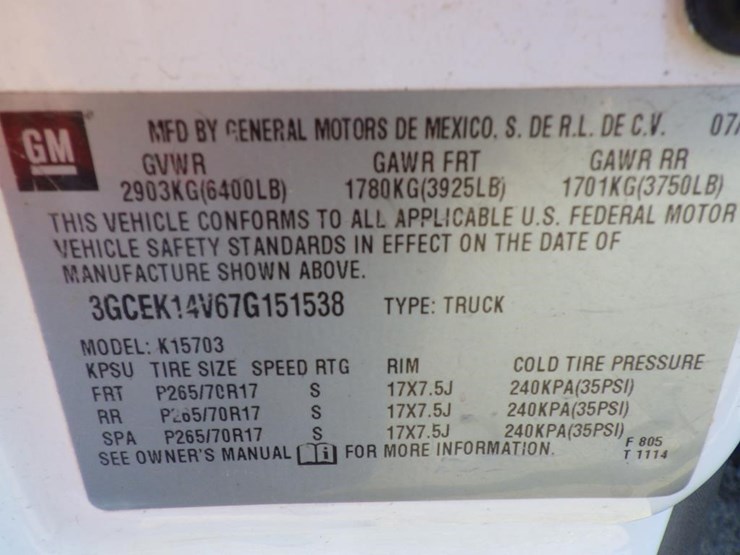 GM
MFD BY GENERAL MOTORS DE MEXICO. S. DE R.L. DE C.V. 07/
GVWR GAWR FRT GAWR RR
2903KG(6400LB) 1780KG(3925LB) 1701KG(3750LB)
THIS VEHICLE CONFORMS TO ALL APPLICABLE U.S. FEDERAL MOTOR
VEHICLE SAFETY STANDARDS IN EFFECT ON THE DATE OF
MANUFACTURE SHOWN ABOVE.
3GCEK14V67G151538 TYPE: TRUCK
MODEL: K15703
KPSU TIRE SIZE SPEED RTG RIM COLD TIRE PRESSURE
FRT P265/70R17 S 17X7.5J 240KPA(35PSI)
RR P265/70R17 S 17X7.5J 240KPA(35PSI)
SPA P265/70R17 S 17X7.5J 240KPA(35PSI)
SEE OWNER'S MANUAL i FOR MORE INFORMATION.
F 805
T 1114